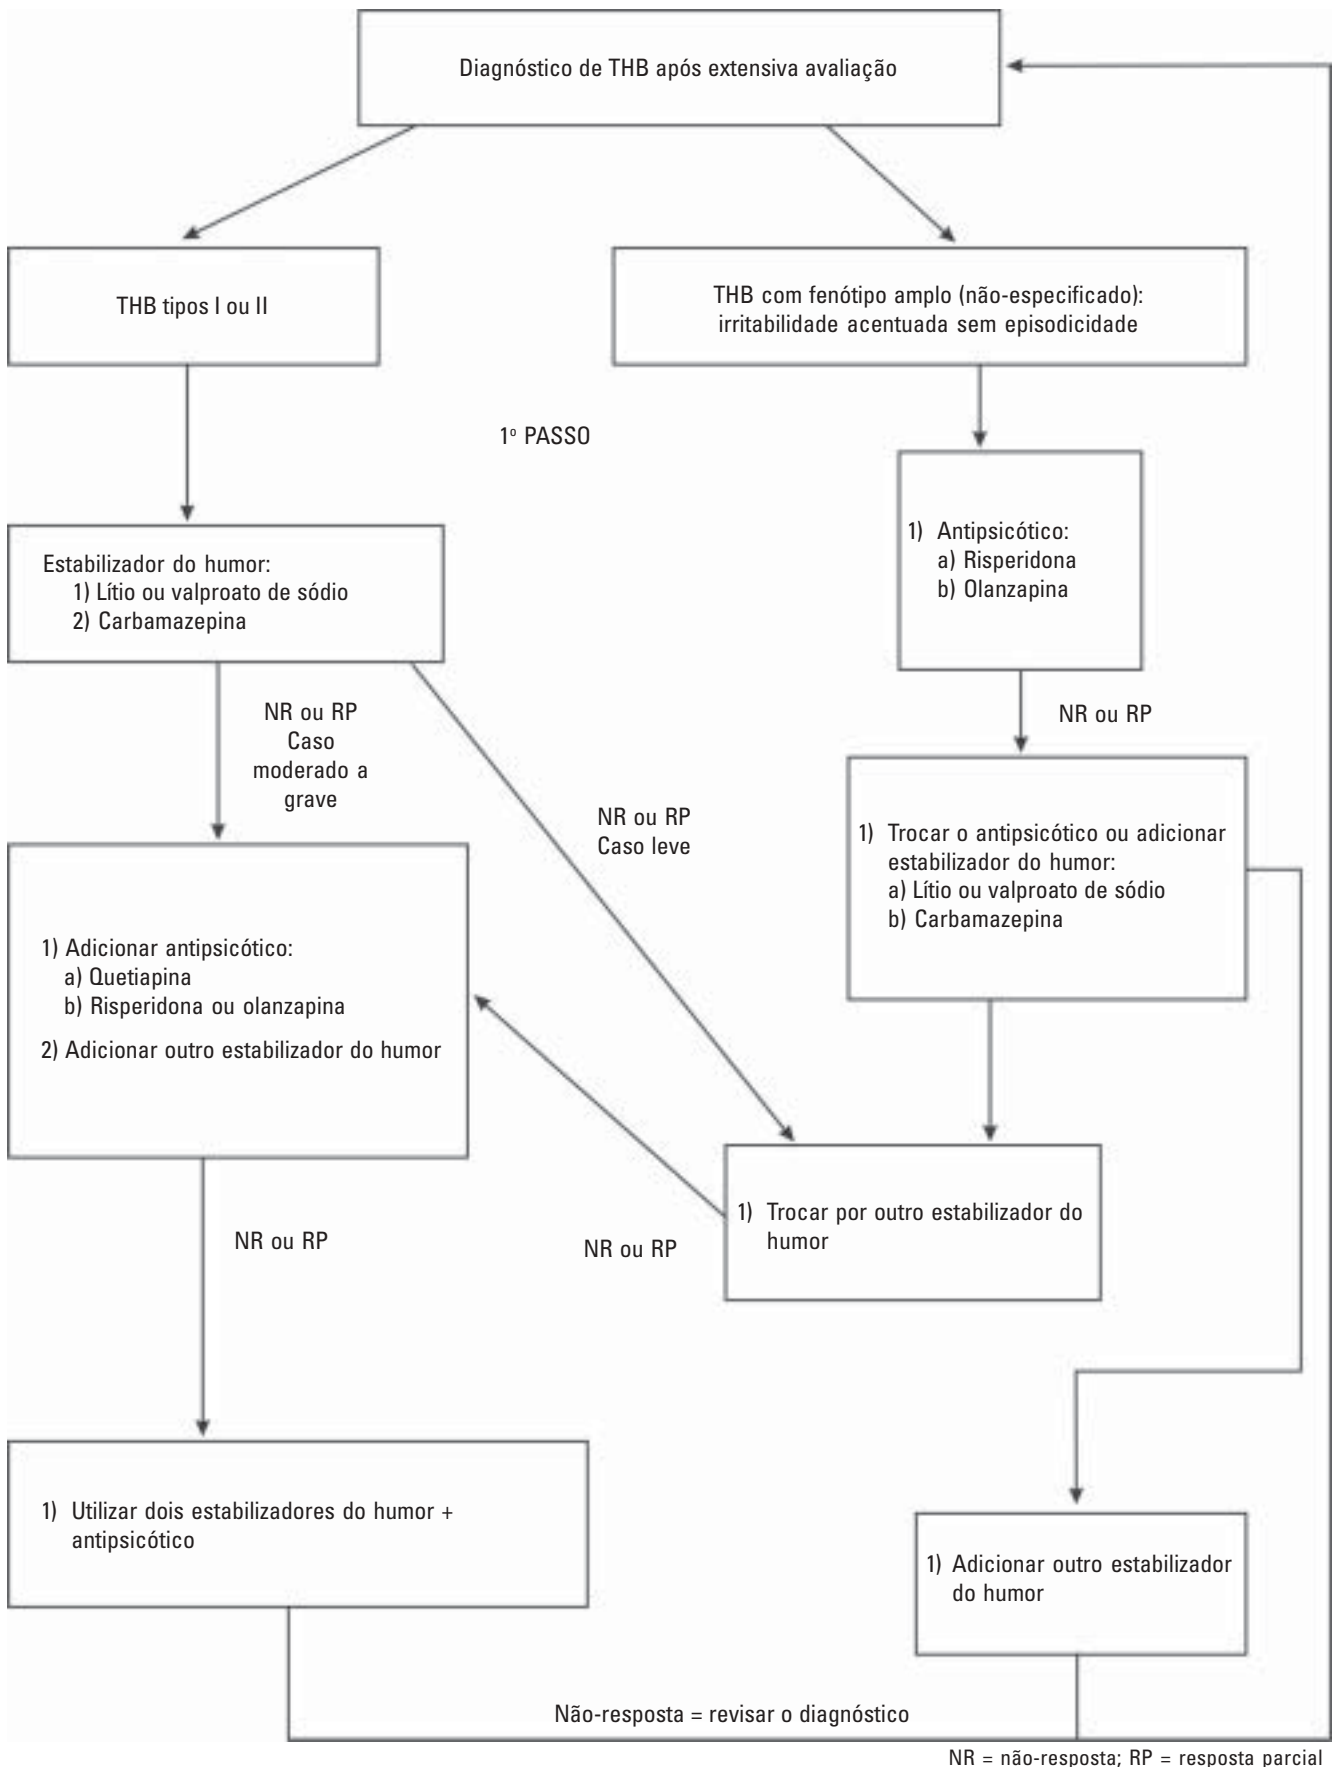 Diagnóstico de THB após extensiva avaliação
THB tipos I ou II
THB com fenótipo amplo (não-especificado):
irritabilidade acentuada sem episodicidade
1º PASSO
1) Antipsicótico:
a) Risperidona
b) Olanzapina
Estabilizador do humor:
1) Lítio ou valproato de sódio
2) Carbamazepina
NR ou RP
Caso
moderado a
grave
NR ou RP
NR ou RP
Caso leve
1) Trocar o antipsicótico ou adicionar
estabilizador do humor:
a) Lítio ou valproato de sódio
b) Carbamazepina
1) Adicionar antipsicótico:
a) Quetiapina
b) Risperidona ou olanzapina
2) Adicionar outro estabilizador do humor
1) Trocar por outro estabilizador do
humor
NR ou RP
NR ou RP
1) Utilizar dois estabilizadores do humor +
antipsicótico
1) Adicionar outro estabilizador
do humor
Não-resposta = revisar o diagnóstico
NR = não-resposta; RP = resposta parcial